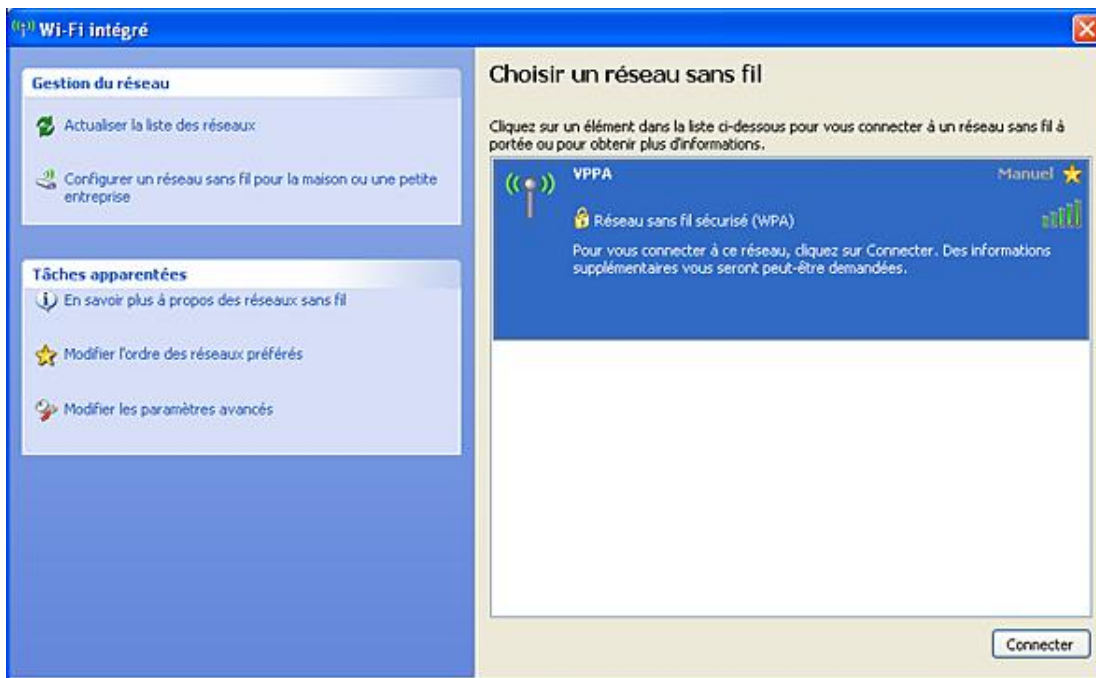 Wi-Fi intégré
Gestion du réseau
Actualiser la liste des réseaux
Configurer un réseau sans fil pour la maison ou une petite
entreprise
Tâches apparentées
En savoir plus à propos des réseaux sans fil
Modifier l'ordre des réseaux préférés
Modifier les paramètres avancés
Choisir un réseau sans fil
Cliquez sur un élément dans la liste ci-dessous pour vous connecter à un réseau sans fil à
portée ou pour obtenir plus d'informations.
VPPA
Manuel
Réseau sans fil sécurisé (WPA)
Pour vous connecter à ce réseau, cliquez sur Connecter. Des informations
supplémentaires vous seront peut-être demandées.
Connecter